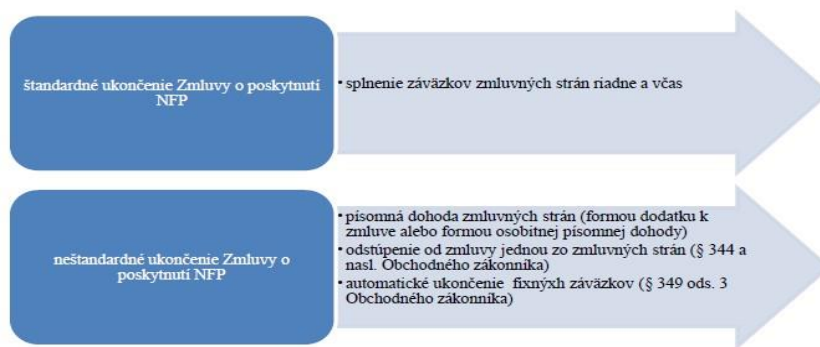 štandardné ukončenie Zmluvy o poskytnutí
NFP
• splnenie záväzkov zmluvných strán riadne a včas
neštandardné ukončenie Zmluvy o
poskytnutí NFP
• písomná dohoda zmluvných strán (formou dodatku k
zmluve alebo formou osobitnej písomnej dohody)
• odstúpenie od zmluvy jednou zo zmluvných strán (§ 344 a
nasl. Obchodného zákonníka)
• automatické ukončenie fixnýxh záväzkov (§ 349 ods. 3
Obchodného zákonníka)